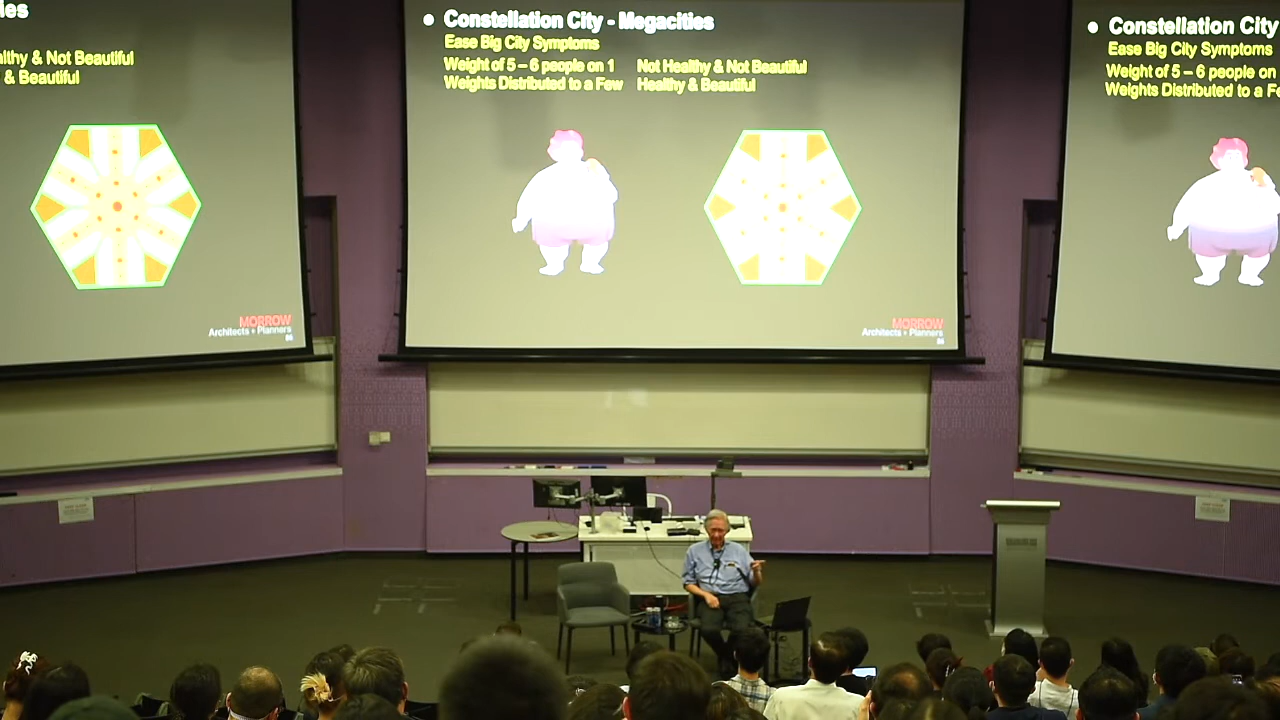 ies
althy & Not Beautiful
& Beautiful
MORROW
Architects + Planners
86
• Constellation City - Megacities
Ease Big City Symptoms
Weight of 5 – 6 people on 1 Not Healthy & Not Beautiful
Weights Distributed to a Few Healthy & Beautiful
MORROW
Architects + Planners
86
• Constellation City
Ease Big City Symptoms
Weight of 5 – 6 people on
Weights Distributed to a Fe